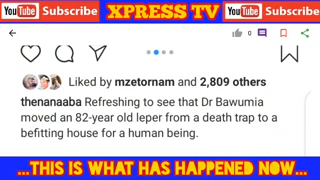 YouTube Subscribe XPRESS TV YouTube Subscribe
0
Liked by mzetornam and 2,809 others
thenanaaba Refreshing to see that Dr Bawumia
moved an 82-year old leper from a death trap to a
befitting house for a human being.
...THIS IS WHAT HAS HAPPENED NOW...